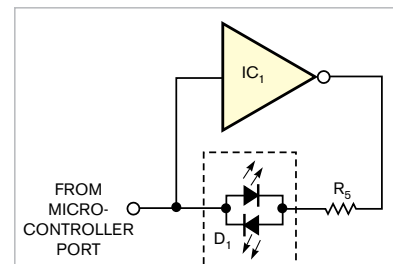 IC1
FROM
MICRO-
CONTROLLER
PORT
D1
R5